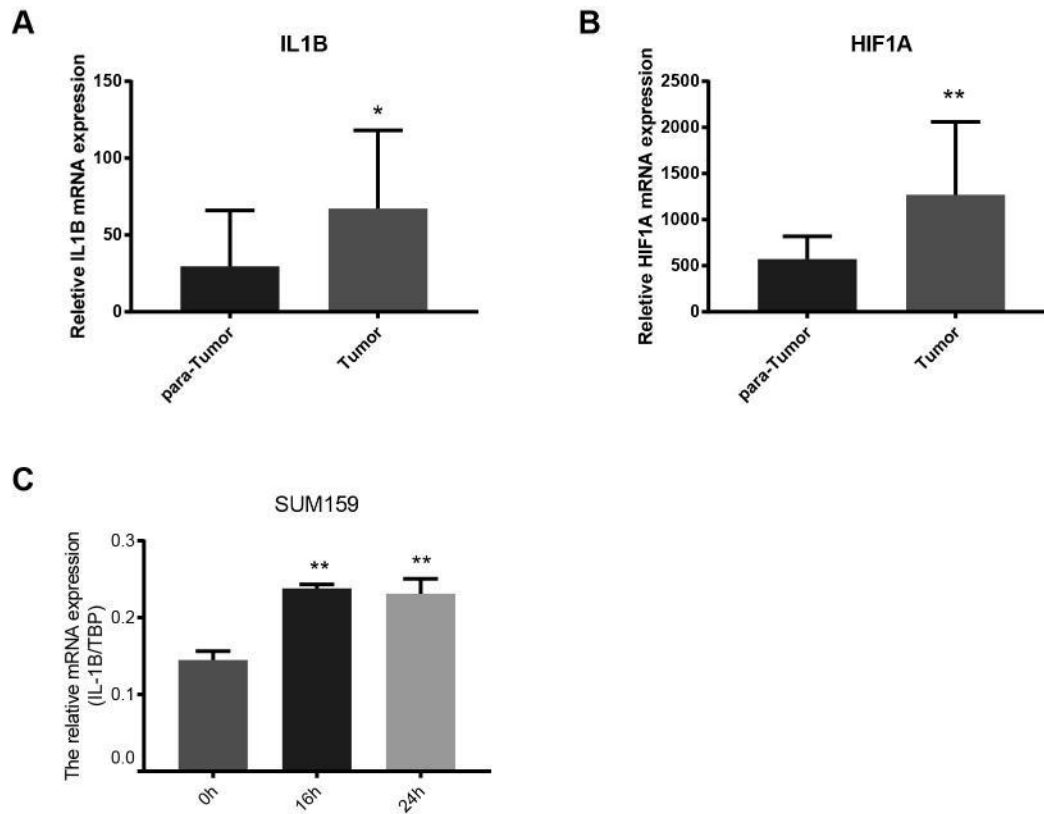 A
IL1B
Reletive IL1B mRNA expression
150
100
50
0
*
para-Tumor
Tumor
B
HIF1A
Reletive HIF1A mRNA expression
2500
2000
1500
1000
500
0
**
para-Tumor
Tumor
C
SUM159
The relative mRNA expression
(IL-1B/TBP)
0.3
0.2
0.1
0.0
**
**
0h
16h
24h